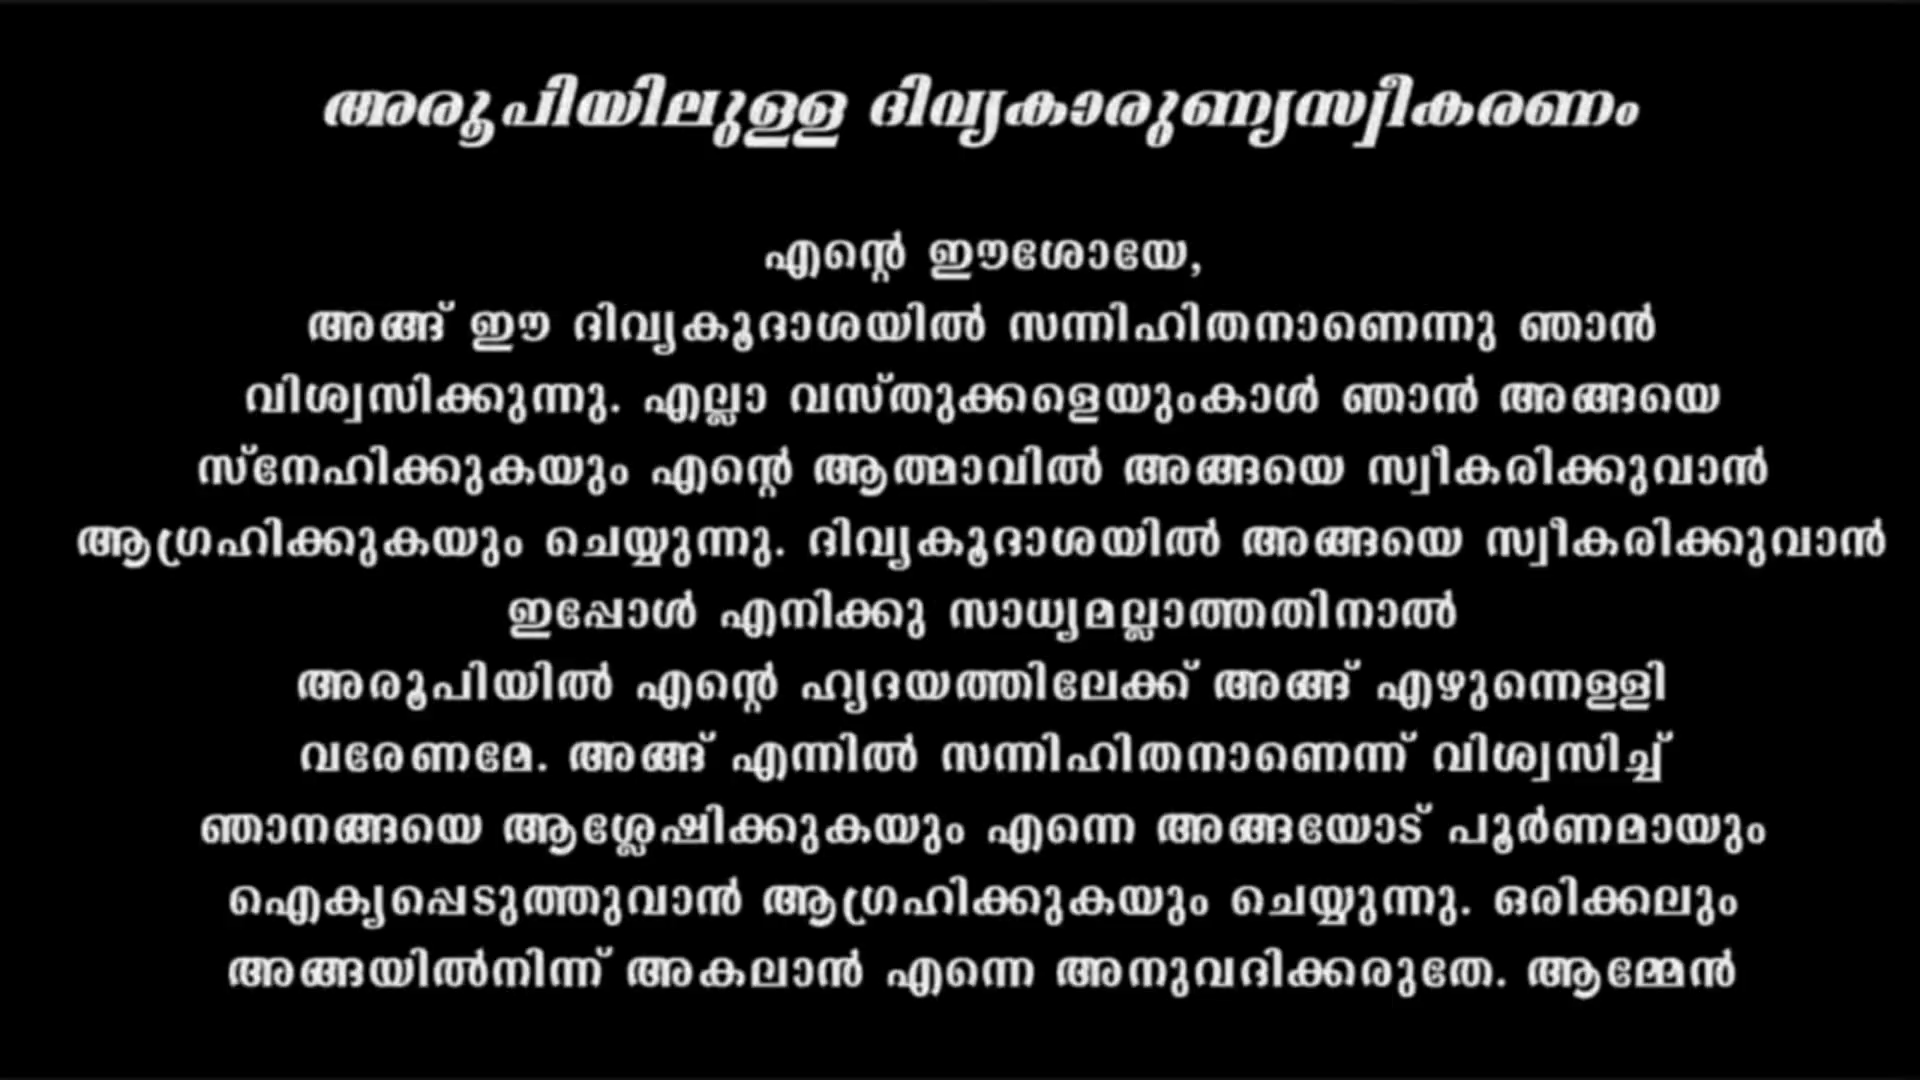 അരൂപിയിലുള്ള ദിവ്യകാരുണ്യസ്വീകരണം
എന്റെ ഈശോയേ,
അങ്ങ് ഈ ദിവ്യകൂദാശയിൽ സന്നിഹിതനാണെന്നു ഞാൻ
വിശ്വസിക്കുന്നു. എല്ലാ വസ്തുക്കളെയുംകാൾ ഞാൻ അങ്ങയെ
സ്നേഹിക്കുകയും എന്റെ ആത്മാവിൽ അങ്ങയെ സ്വീകരിക്കുവാൻ
ആഗ്രഹിക്കുകയും ചെയ്യുന്നു. ദിവ്യകൂദാശയിൽ അങ്ങയെ സ്വീകരിക്കുവാൻ
ഇപ്പോൾ എനിക്കു സാധ്യമല്ലാത്തതിനാൽ
അരൂപിയിൽ എന്റെ ഹൃദയത്തിലേക്ക് അങ്ങ് എഴുന്നെള്ളി
വരേണമേ. അങ്ങ് എന്നിൽ സന്നിഹിതനാണെന്ന് വിശ്വസിച്ച്
ഞാനങ്ങയെ ആശ്ലേഷിക്കുകയും എന്നെ അങ്ങയോട് പൂർണമായും
ഐക്യപ്പെടുത്തുവാൻ ആഗ്രഹിക്കുകയും ചെയ്യുന്നു. ഒരിക്കലും
അങ്ങയിൽനിന്ന് അകലാൻ എന്നെ അനുവദിക്കരുതേ. ആമ്മേൻ